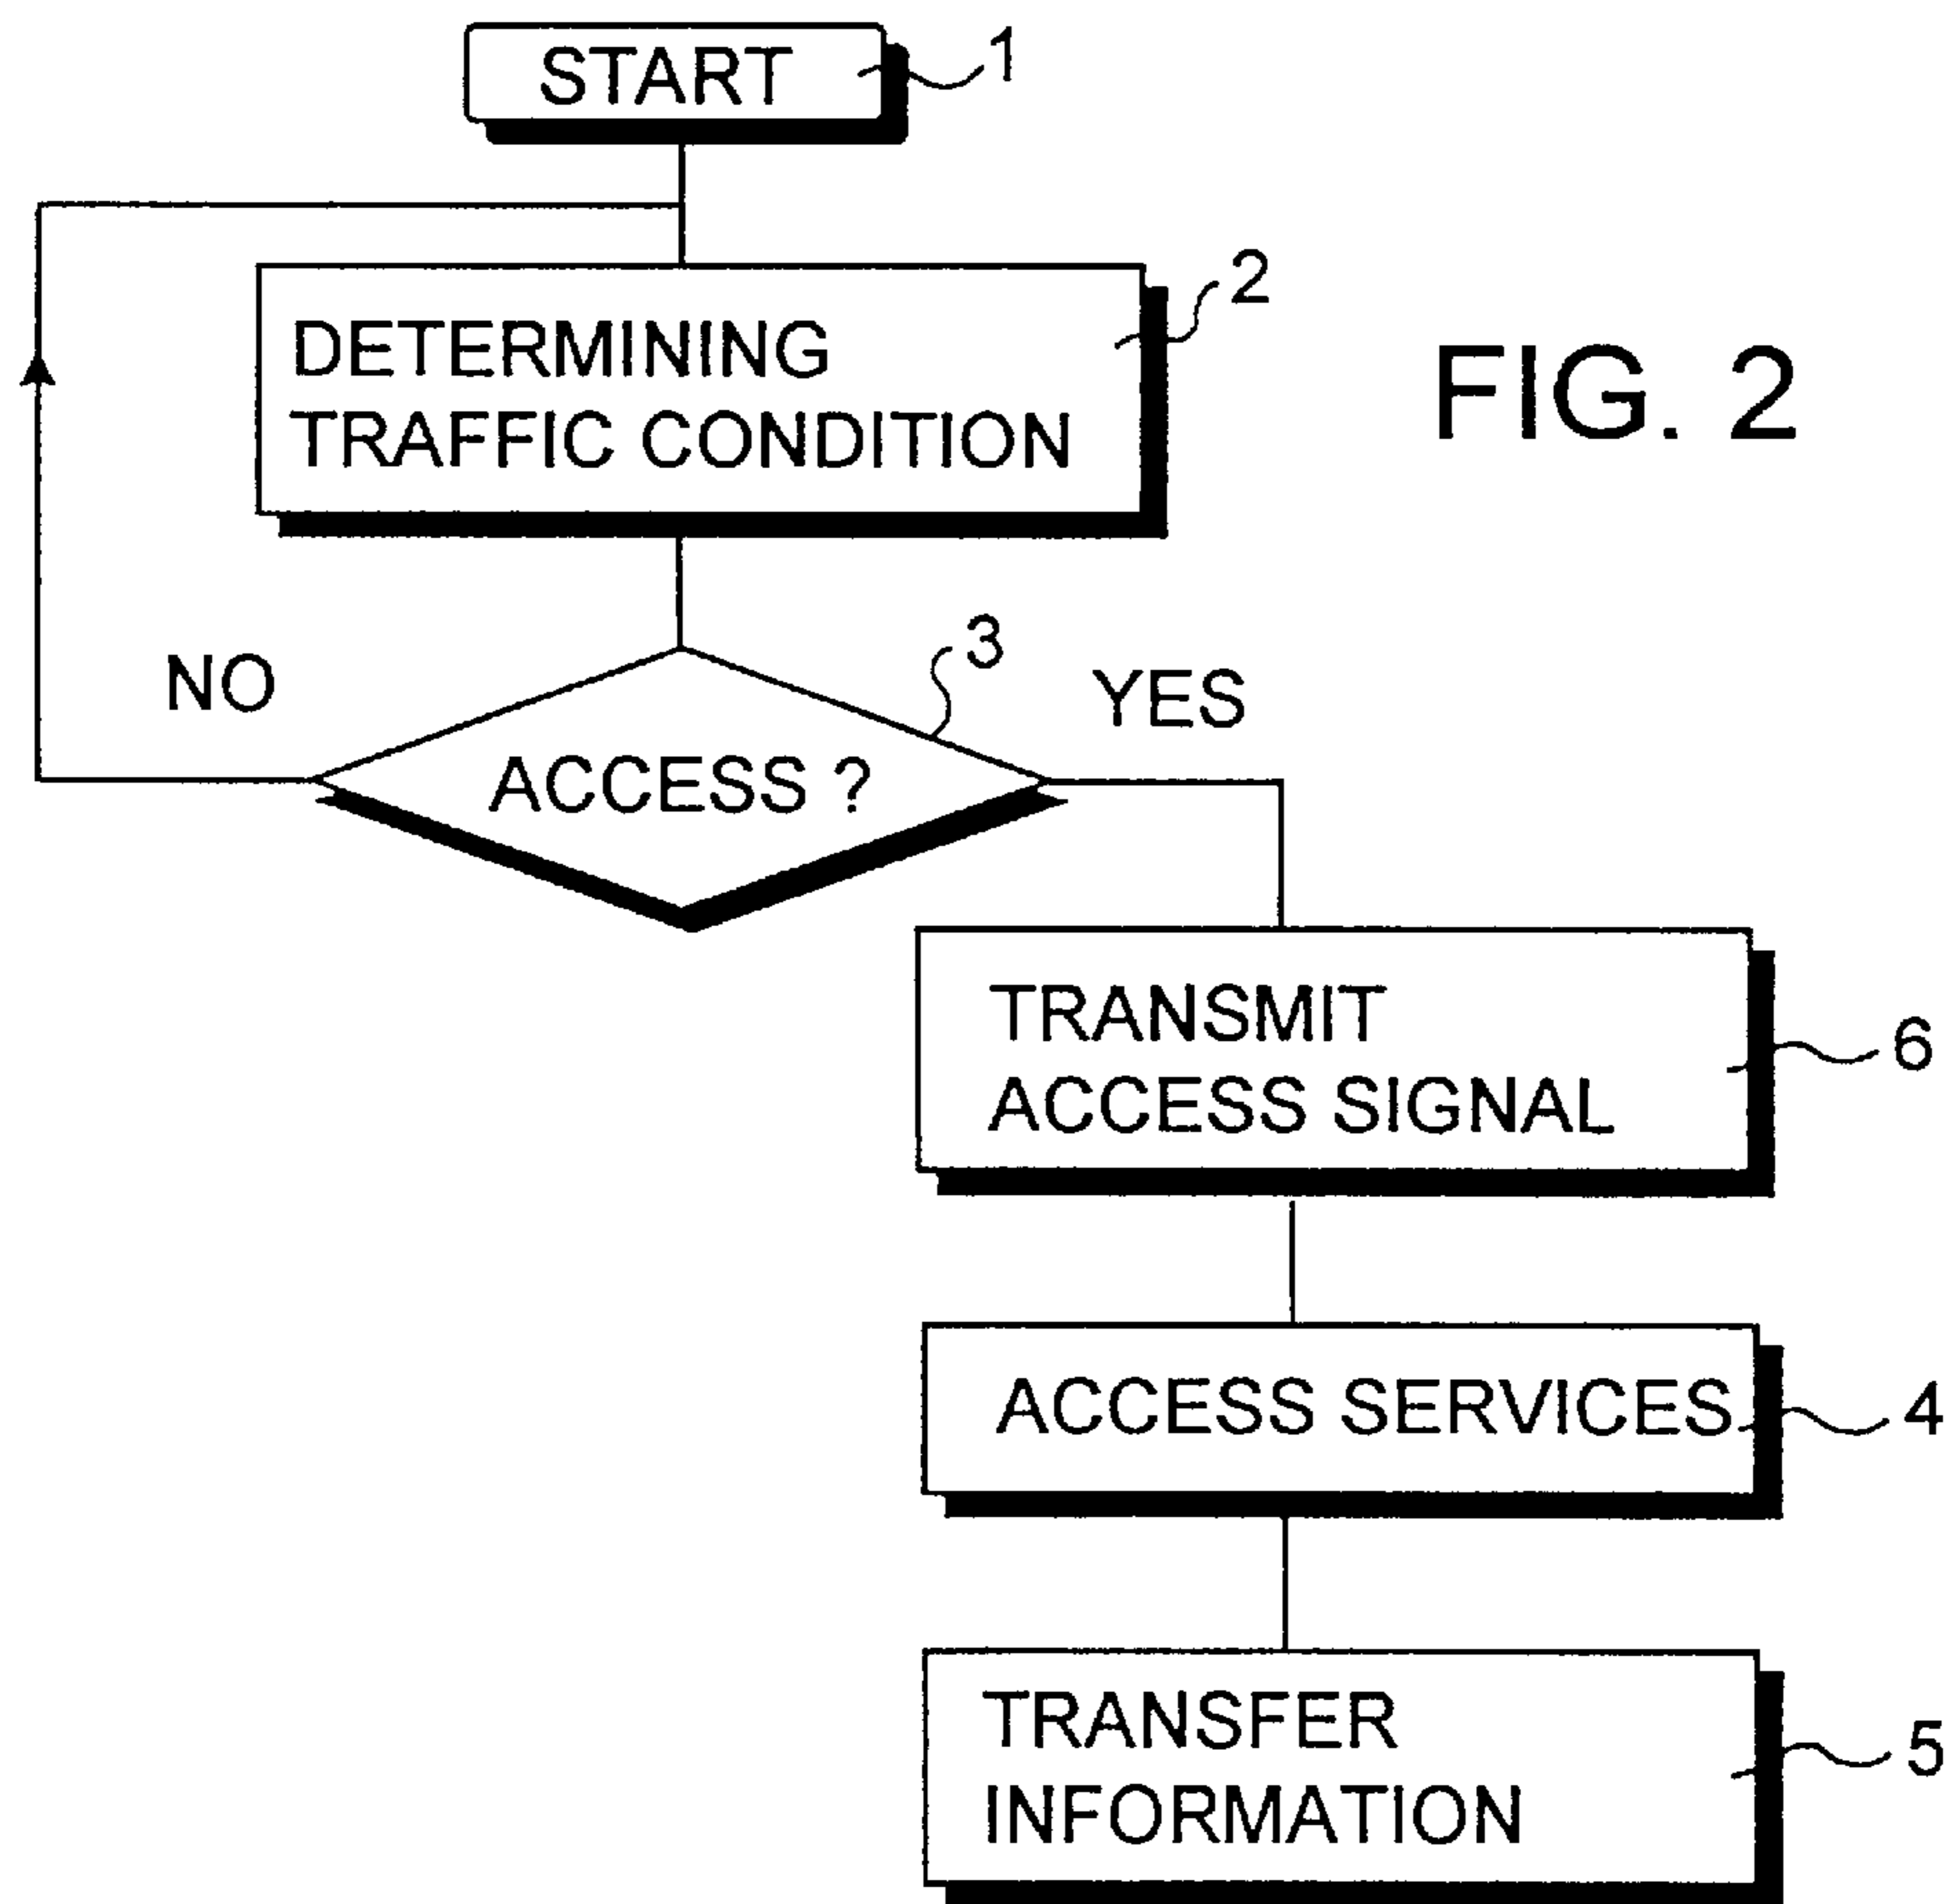 START
1
DETERMINING
TRAFFIC CONDITION
2
FIG. 2
NO
3
YES
ACCESS ?
TRANSMIT
ACCESS SIGNAL
6
ACCESS SERVICES
4
TRANSFER
INFORMATION
5